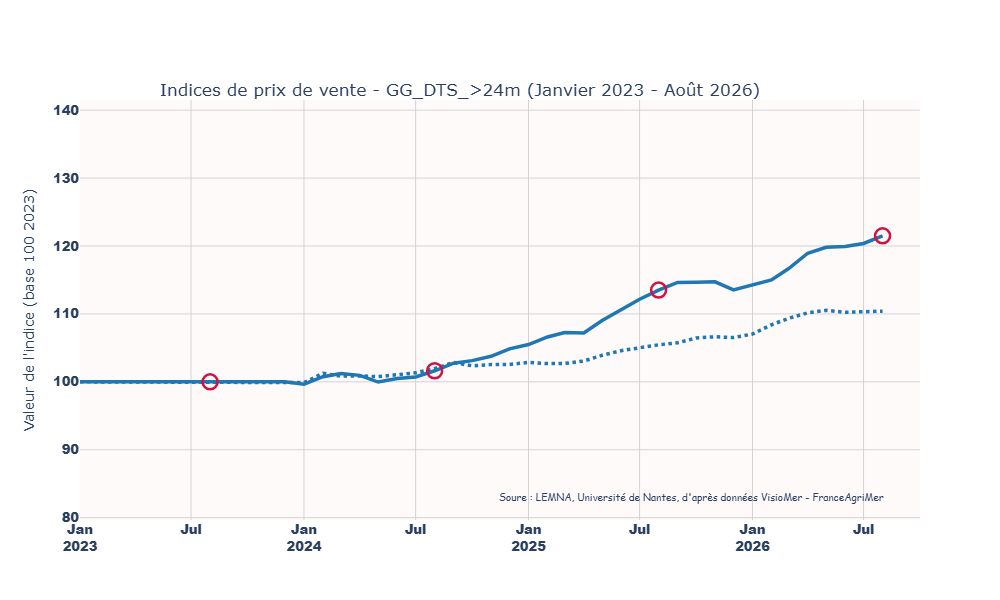 Indices de prix de vente - GG_DTS_>24m (Janvier 2023 - Août 2026)
Valeur de l'indice (base 100 2023)
140
130
120
110
100
90
80
Soure : LEMNA, Université de Nantes, d'après données VisioMer - FranceAgriMer
Jan Jul Jan Jul Jan Jul Jan Jul
2023 2024 2025 2026